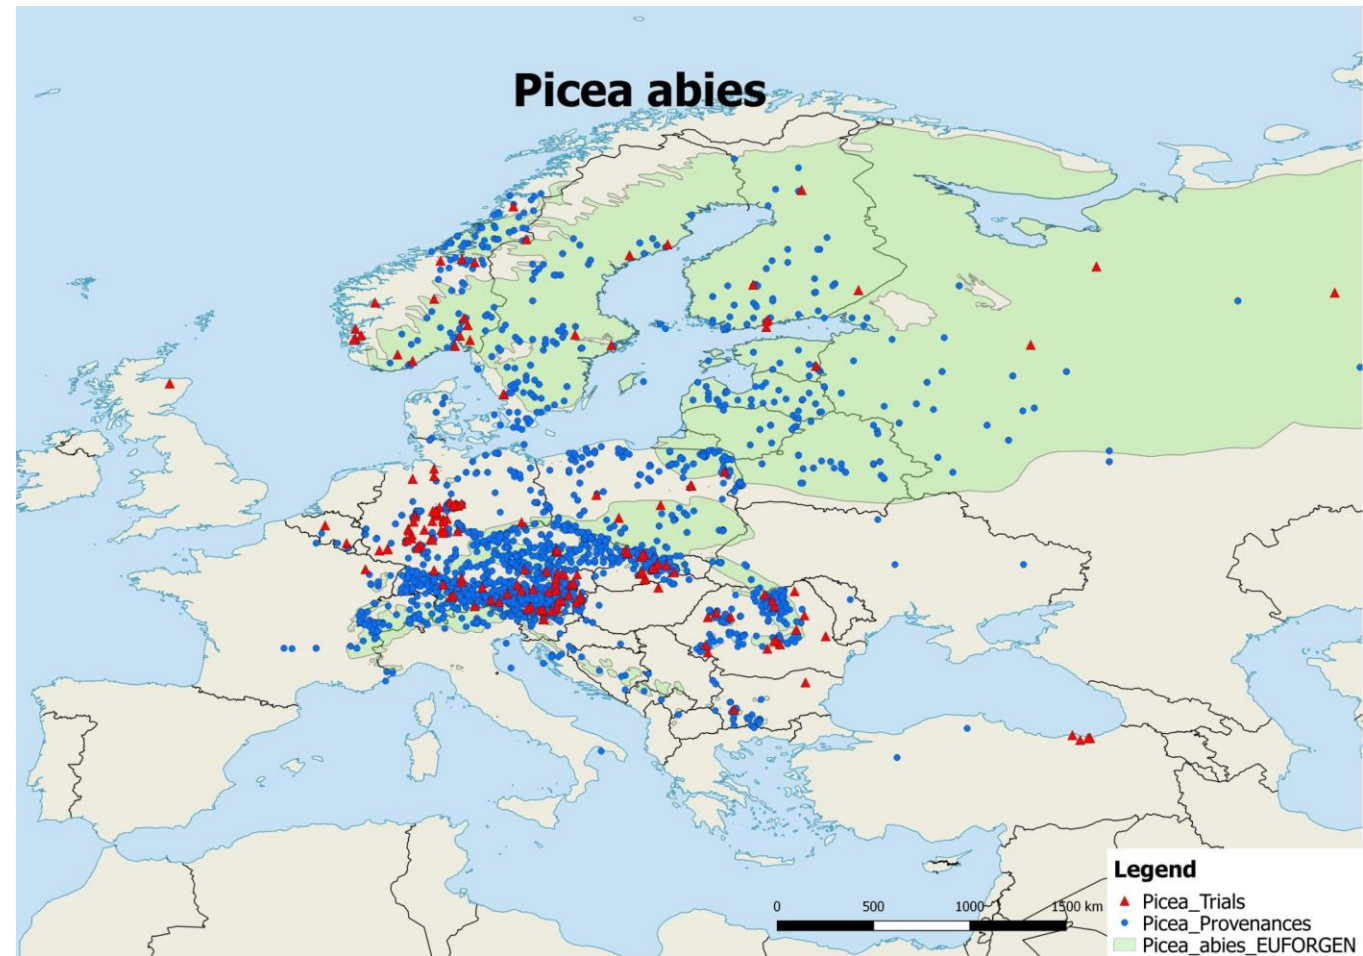 Picea abies
0 500 1000 1500 km
Legend
Picea_Trials
Picea_Provenances
Picea_abies_EUFORGEN